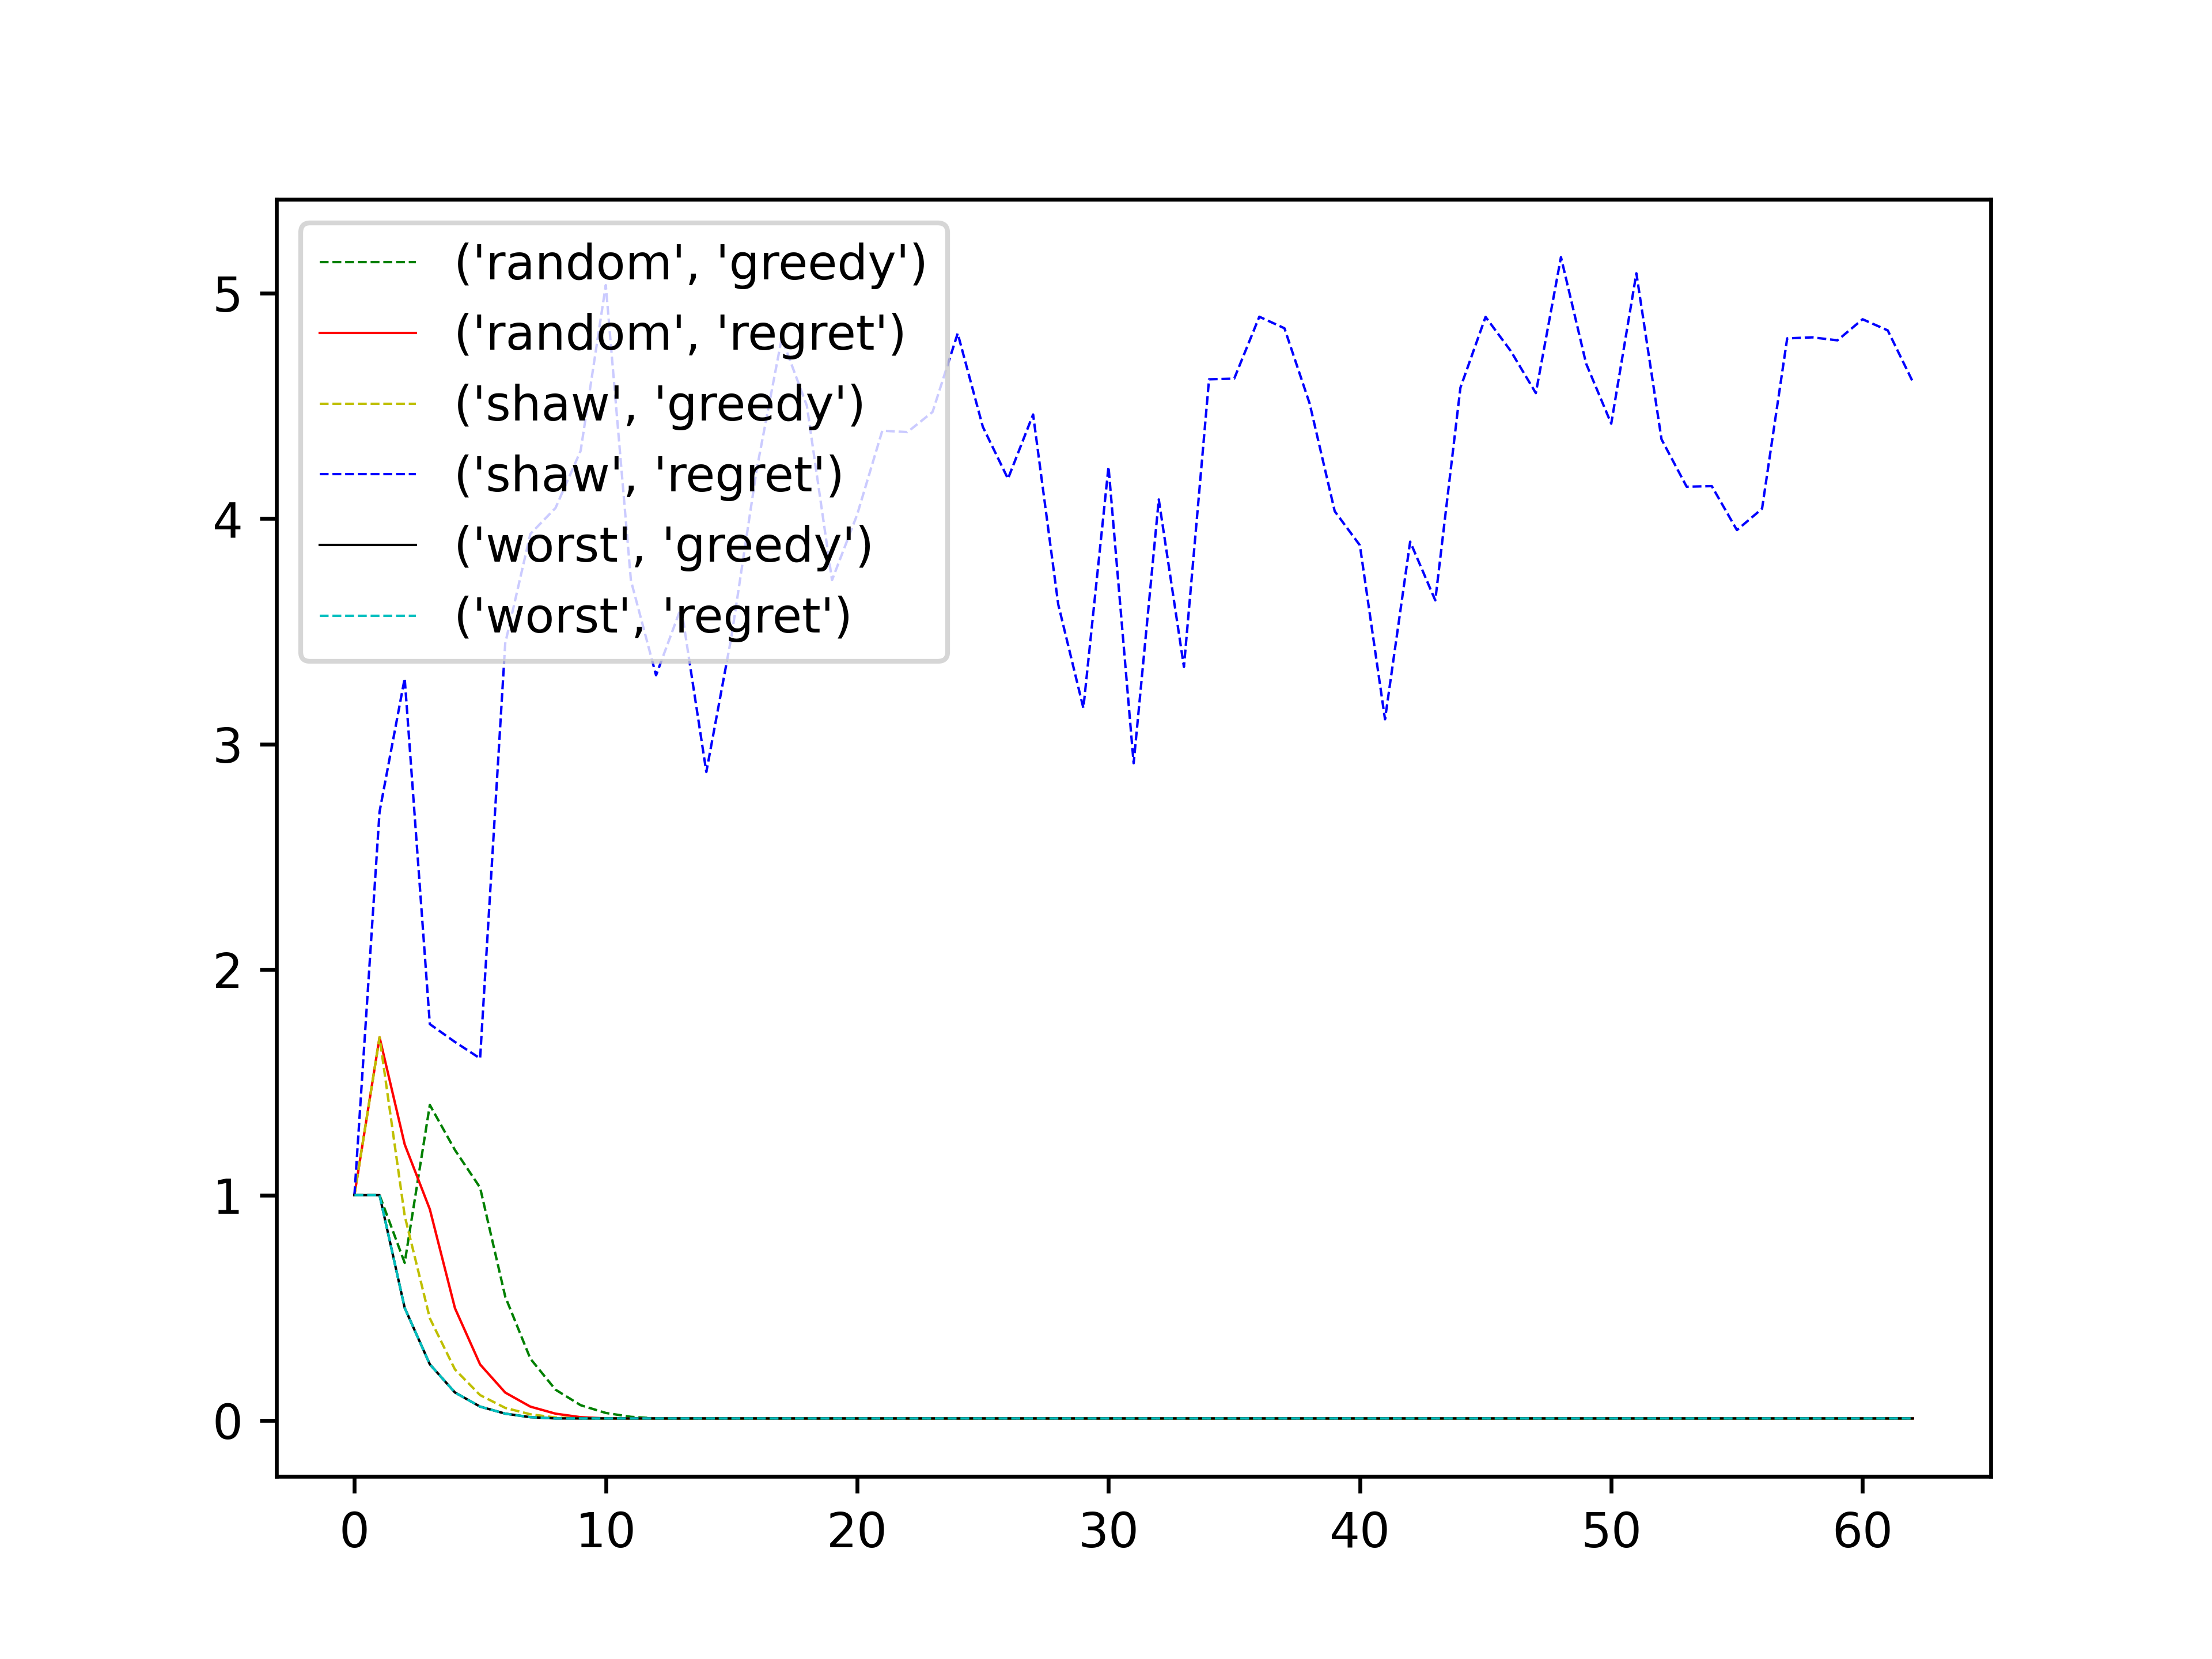 ('random', 'greedy')
('random', 'regret')
('shaw', 'greedy')
('shaw', 'regret')
('worst', 'greedy')
('worst', 'regret')
5
4
3
2
1
0
0 10 20 30 40 50 60